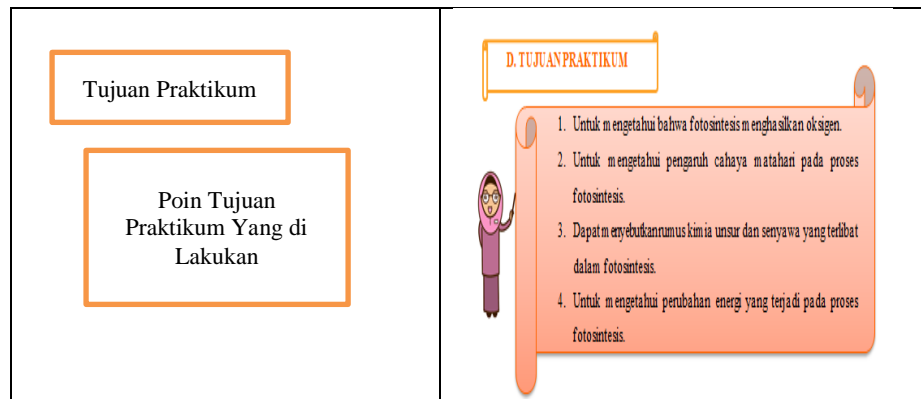 Tujuan Praktikum
Poin Tujuan
Praktikum Yang di
Lakukan
D. TUJUAN PRAKTIKUM
1. Untuk mengetahui bahwa fotosintesis menghasilkan oksigen.
2. Untuk mengetahui pengaruh cahaya matahari pada proses
fotosintesis.
3. Dapat menyebutkan rumus kimia unsur dan senyawa yang terlibat
dalam fotosintesis.
4. Untuk mengetahui perubahan energi yang terjadi pada proses
fotosintesis.